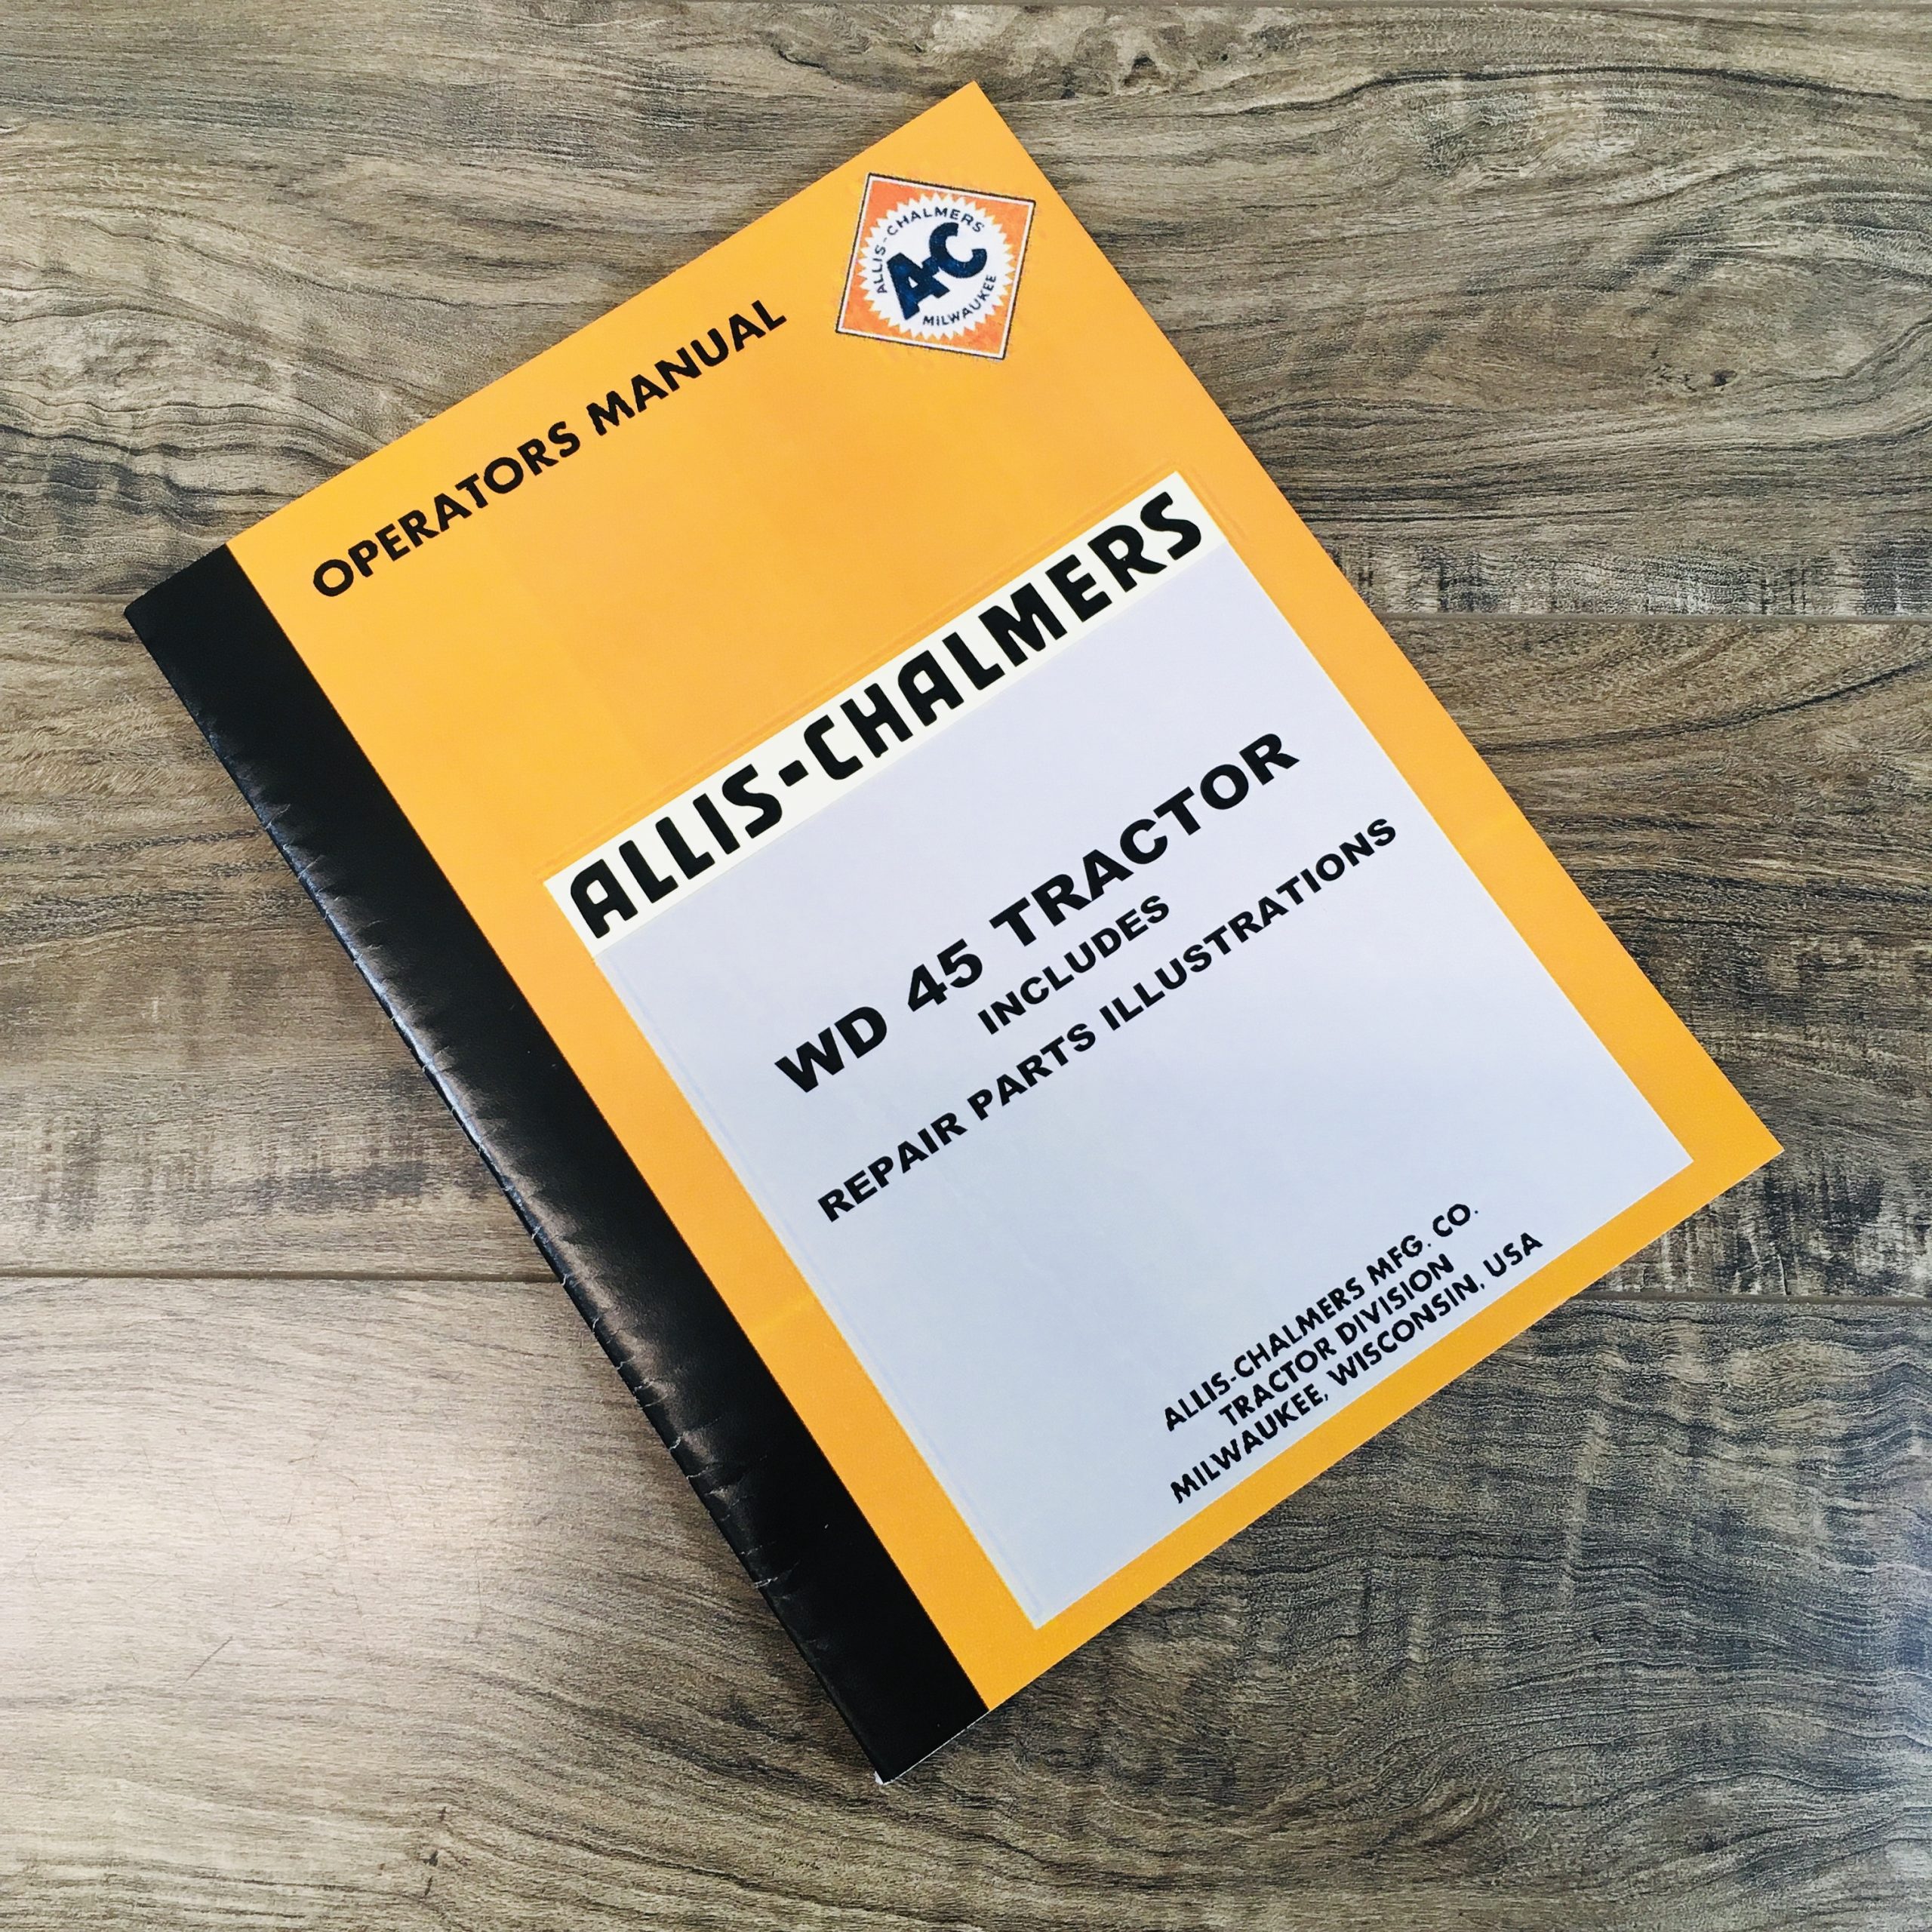 OPERATORS MANUAL
ALLIS-CHALMERS
A-C
MILWAUKEE
ALLIS-CHALMERS
WD 45 TRACTOR
INCLUDES
REPAIR PARTS ILLUSTRATIONS
ALLIS-CHALMERS MFG. CO.
TRACTOR DIVISION
MILWAUKEE, WISCONSIN, USA